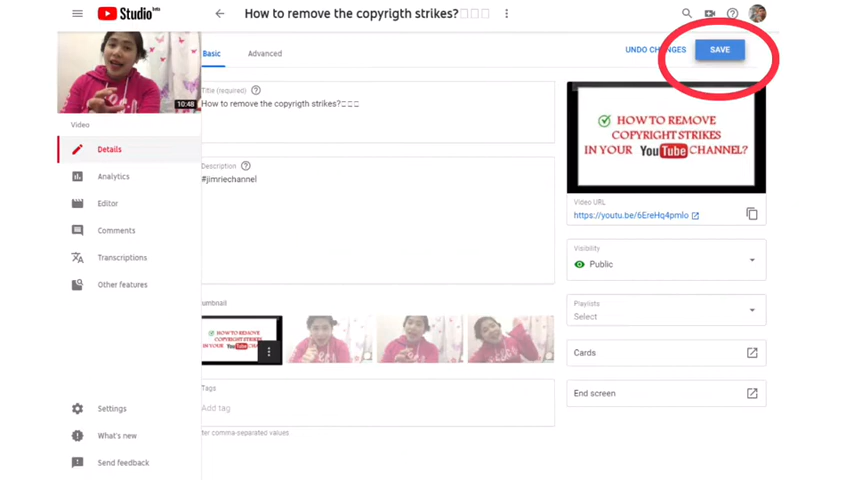 YouTube Studio beta
How to remove the copyrigth strikes?
Basic
Advanced
UNDO CHANGES
SAVE
10:48
Video
Details
Analytics
Editor
Comments
Transcriptions
Other features
Settings
What's new
Send feedback
Title (required)
How to remove the copyrigth strikes?
Description
#jimriechannel
umbnail
HOW TO REMOVE
COPYRIGHT STRIKES
IN YOUR YouTube CHANNEL?
Tags
Add tag
ter comma-separated values
HOW TO REMOVE
COPYRIGHT STRIKES
IN YOUR YouTube CHANNEL?
Video URL
https://youtu.be/6EreHq4pmlo
Visibility
Public
Playlists
Select
Cards
End screen